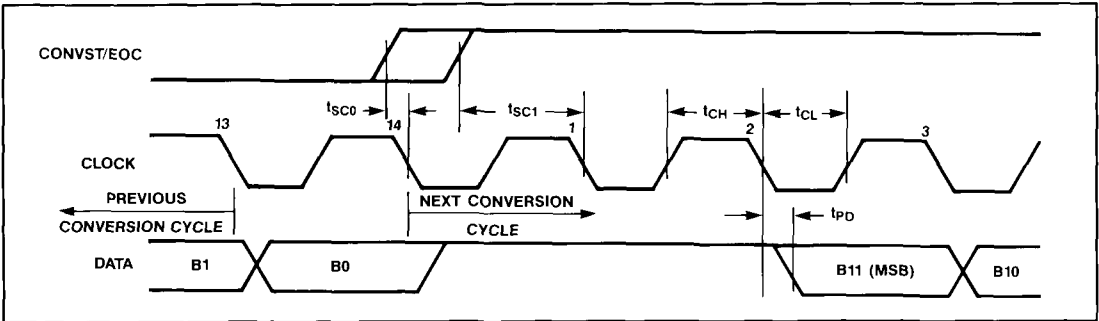 CONVST/EOC
tSC0
tSC1
tCH
tCL
13
14
1
2
3
CLOCK
PREVIOUS
CONVERSION CYCLE
NEXT CONVERSION
CYCLE
tPD
DATA
B1
B0
B11 (MSB)
B10